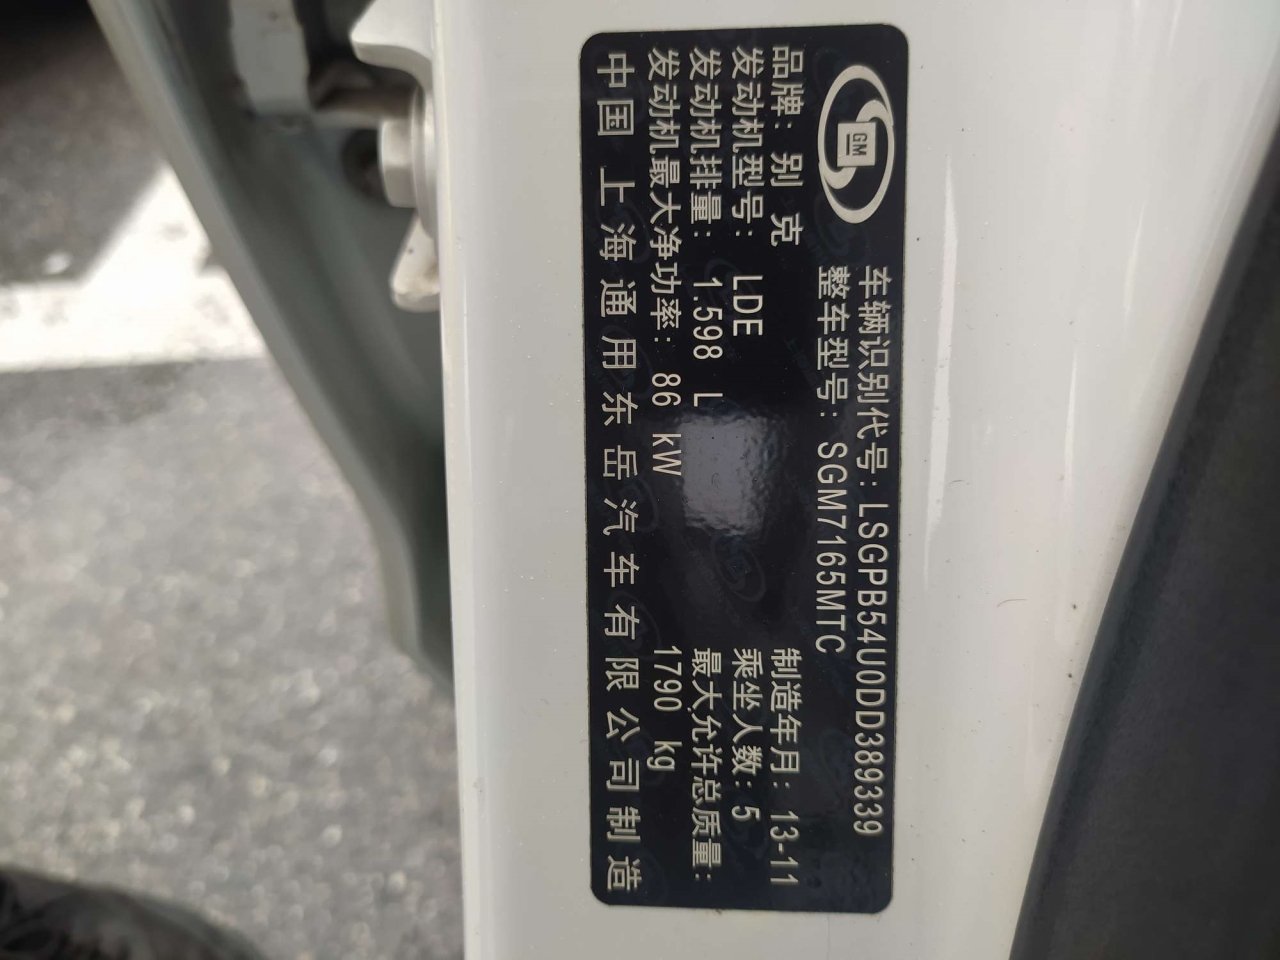 GM
车辆识别代号: LSGPB54U0DD389339
整车型号: SGM7165MTC
品牌: 别克
制造年月: 13-11
发动机型号: LDE
乘坐人数: 5
发动机排量: 1.598 L
最大允许总质量:
发动机最大净功率: 86 kW
1790 kg
中国上海通用东岳汽车有限公司制造